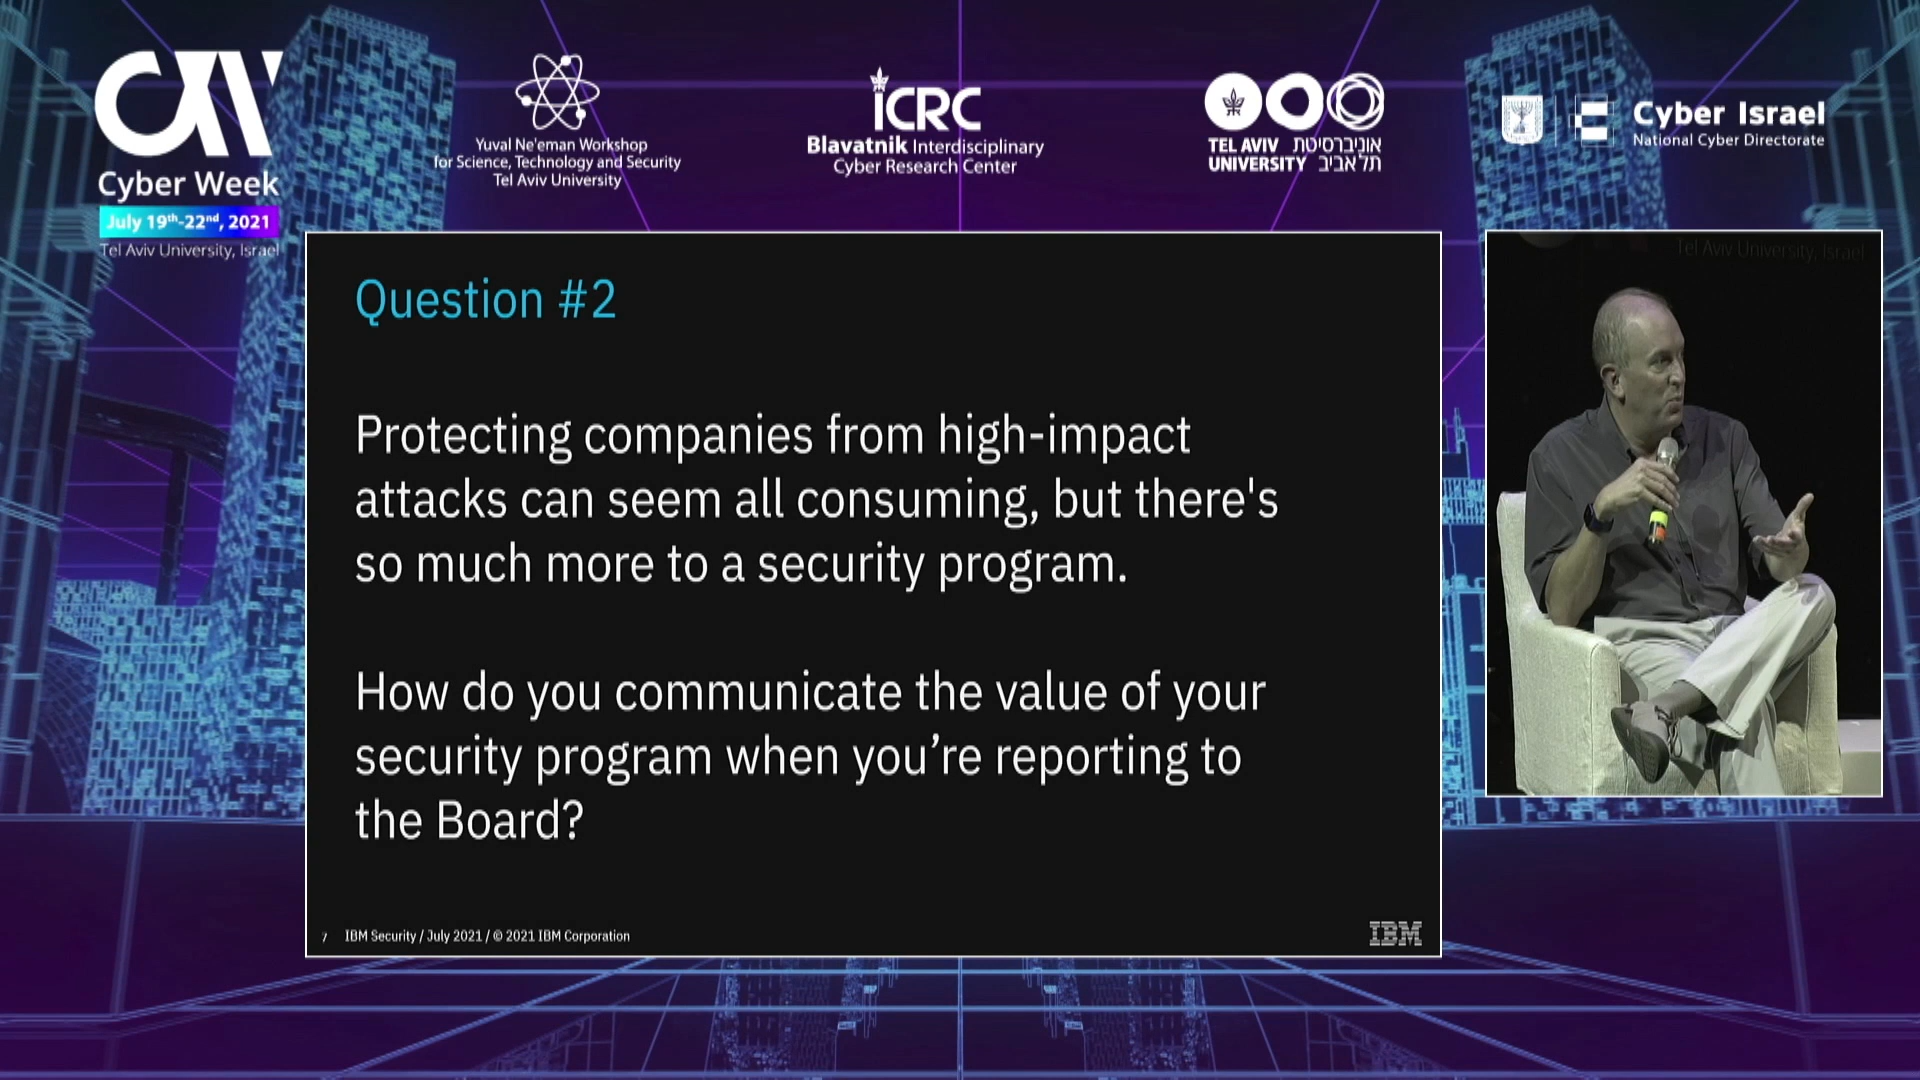 Cyber Week
July 19th-22nd, 2021
Tel Aviv University, Israel
Yuval Ne'eman Workshop
for Science, Technology and Security
Tel Aviv University
ICRC
Blavatnik Interdisciplinary
Cyber Research Center
TEL AVIV אוניברסיטת
UNIVERSITY תל אביב
Cyber Israel
National Cyber Directorate
Question #2
Protecting companies from high-impact
attacks can seem all consuming, but there's
so much more to a security program.
How do you communicate the value of your
security program when you’re reporting to
the Board?
7 IBM Security / July 2021 / © 2021 IBM Corporation
IBM
Tel Aviv University, Israel